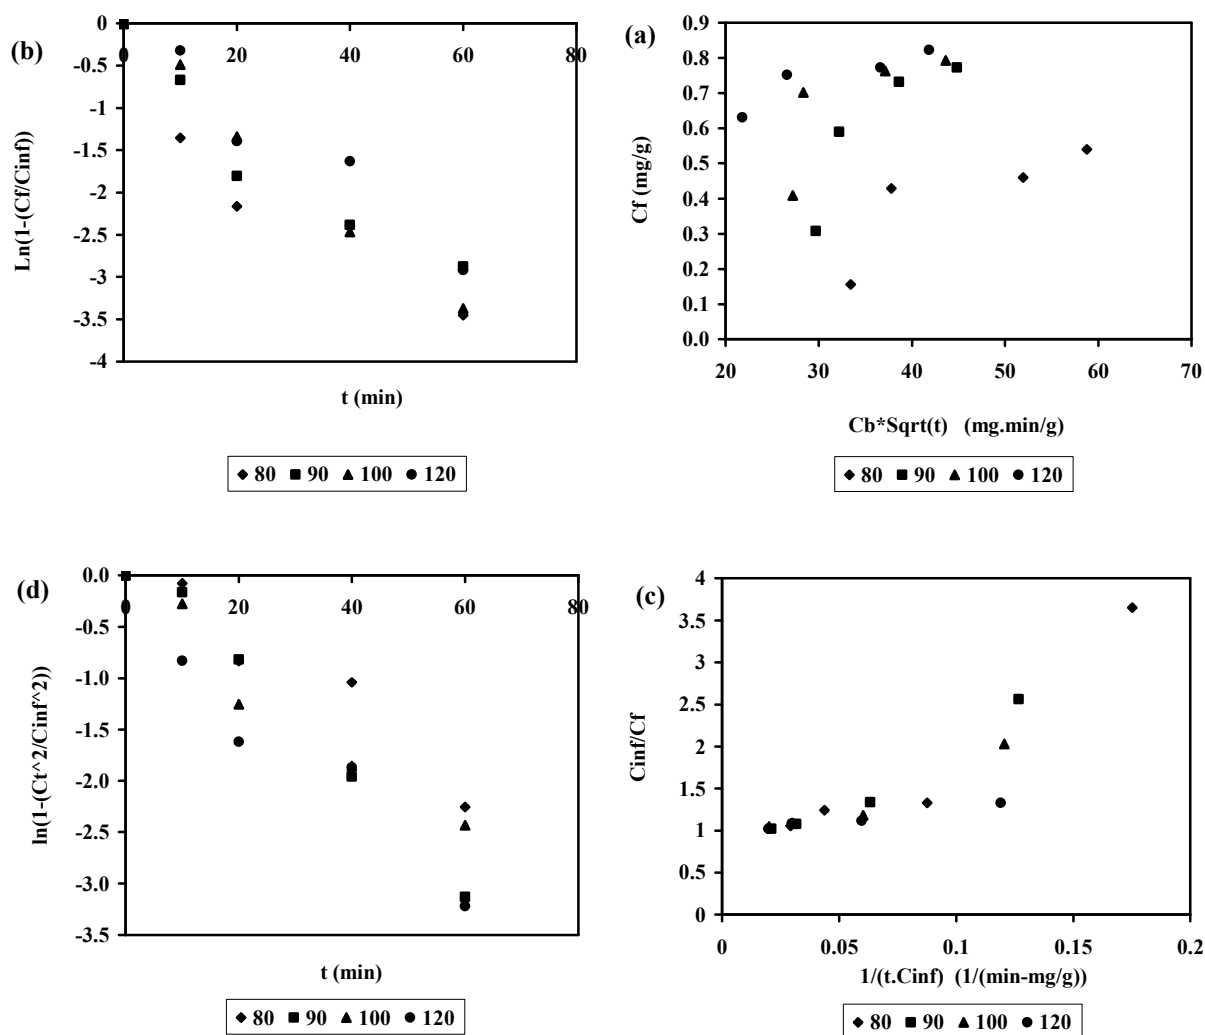 (b)
0
-0.5
-1
-1.5
-2
-2.5
-3
-3.5
-4
0 20 40 60 80
Ln(1-(Cf/Cinf))
t (min)
80 90 100 120
(a)
0.9
0.8
0.7
0.6
0.5
0.4
0.3
0.2
0.1
0.0
20 30 40 50 60 70
Cf (mg/g)
Cb*Sqrt(t) (mg.min/g)
80 90 100 120
(d)
0.0
-0.5
-1.0
-1.5
-2.0
-2.5
-3.0
-3.5
0 20 40 60 80
ln(1-(Ct^2/Cinf^2))
t (min)
80 90 100 120
(c)
4
3.5
3
2.5
2
1.5
1
0.5
0
0 0.05 0.1 0.15 0.2
Cinf/Cf
1/(t.Cinf) (1/(min-mg/g))
80 90 100 120